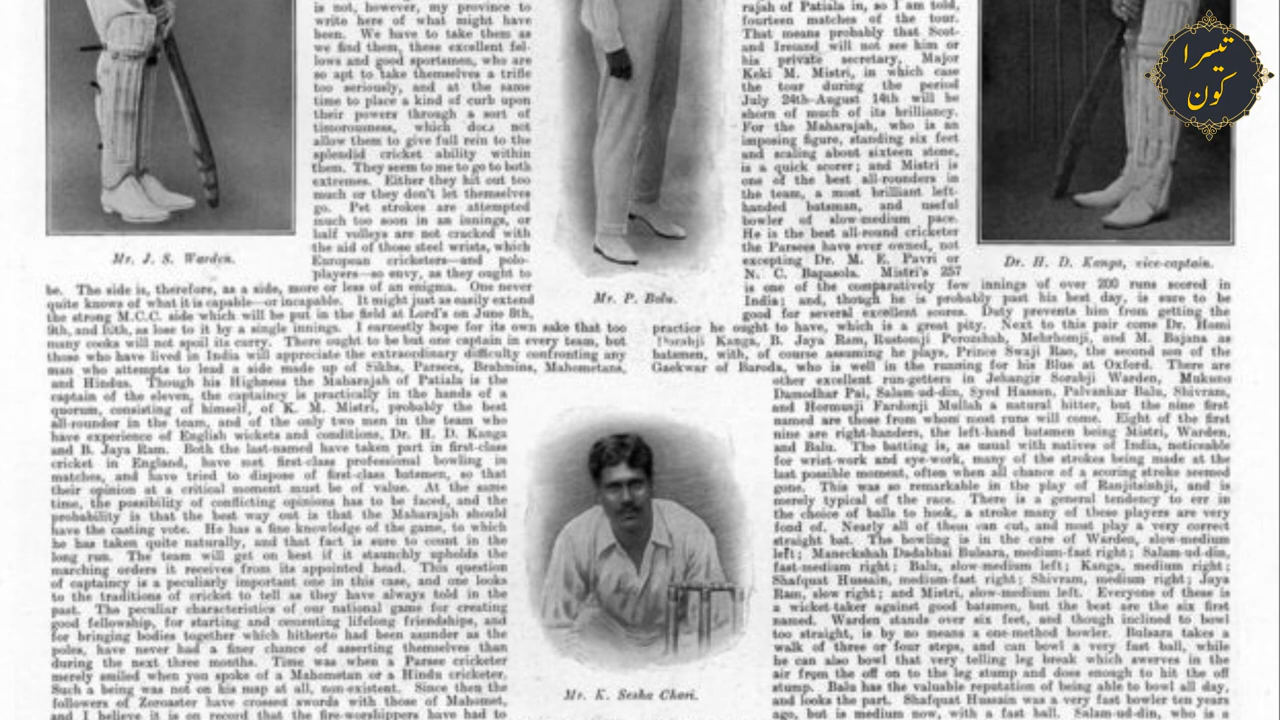 is not, however, my province to
write here of what might have
been. We have to take them as
we find them, these excellent fel-
lows and good sportsmen, who are
so apt to take themselves a trifle
too seriously, and at the same
time to place a kind of curb upon
their powers through a sort of
timorousness, which does not
allow them to give full rein to the
splendid cricket ability within
them. They seem to me to go to both
extremes. Either they hit out too
much or they don't let themselves
go. Pet strokes are attempted
much too soon in an innings, or
half volleys are not cracked with
the aid of those steel wrists, which
European cricketers—and polo-
players—so envy, as they ought to
be. The side is, therefore, as a side, more or less of an enigma. One never
quite knows of what it is capable—or incapable. It might just as easily extend
the strong M.C.C. side which will be put in the field at Lord's on June 8th,
9th, and 10th, as lose to it by a single innings. I earnestly hope for its own sake that too
many cooks will not spoil its carry. There ought to be but one captain in every team, but
those who have lived in India will appreciate the extraordinary difficulty confronting any
man who attempts to lead a side made up of Sikhs, Parsees, Brahmins, Mahometans,
and Hindus. Though his Highness the Maharajah of Patiala is the
captain of the eleven, the captaincy is practically in the hands of a
quorum, consisting of himself, of K. M. Mistri, probably the best
all-rounder in the team, and of the only two men in the team who
have experience of English wickets and conditions, Dr. H. D. Kanga
and B. Jaya Ram. Both the last-named have taken part in first-class
cricket in England, have met first-class professional bowling in
matches, and have tried to dispose of first-class batsmen, so that
their opinion at a critical moment must be of value. At the same
time, the possibility of conflicting opinions has to be faced, and the
probability is that the best way out is that the Maharajah should
have the casting vote. He has a fine knowledge of the game, to which
he has taken quite naturally, and that fact is sure to count in the
long run. The team will get on best if it staunchly upholds the
marching orders it receives from its appointed head. This question
of captaincy is a peculiarly important one in this case, and one looks
to the traditions of cricket to tell as they have always told in the
past. The peculiar characteristics of our national game for creating
good fellowship, for starting and cementing lifelong friendships, and
for bringing bodies together which hitherto had been asunder as the
poles, have never had a finer chance of asserting themselves than
during the next three months. Time was when a Parsee cricketer
merely smiled when you spoke of a Mahometan or a Hindu cricketer.
Such a being was not on his map at all, non-existent. Since then the
followers of Zoroaster have crossed swords with those of Mahomet,
and I believe it is on record that the fire-worshippers have had to
Mr. J. S. Warden.
Mr. P. Balu.
Mr. K. Sesha Chari.
rajah of Patiala in, so I am told,
fourteen matches of the tour.
That means probably that Scot-
and Ireland will not see him or
his private secretary, Major
Keki M. Mistri, in which case
the tour during the period
July 24th-August 14th will be
shorn of much of its brilliancy.
For the Maharajah, who is an
imposing figure, standing six feet
and scaling about sixteen stone,
is a quick scorer; and Mistri is
one of the best all-rounders in
the team, a most brilliant left-
handed batsman, and useful
bowler of slow-medium pace.
He is the best all-round cricketer
the Parsees have ever owned, not
excepting Dr. M. E. Pavri or
N. C. Bapasola. Mistri's 257
is one of the comparatively few innings of over 200 runs scored in
India; and, though he is probably past his best day, is sure to be
good for several excellent scores. Duty prevents him from getting the
practice he ought to have, which is a great pity. Next to this pair come Dr. Homi
Dorabji Kanga, B. Jaya Ram, Rustomji Perozshah, Mehrhomji, and M. Bajana as
batsmen, with, of course assuming he plays, Prince Swaji Rao, the second son of the
Gaekwar of Baroda, who is well in the running for his Blue at Oxford. There are
other excellent run-getters in Jehangir Sorabji Warden, Mukund
Damodhar Pai, Salam-ud-din, Syed Hassan, Palvankar Balu, Shivram,
and Hormusji Fardonji Mullah a natural hitter, but the nine first
named are those from whom most runs will come. Eight of the first
nine are right-handers, the left-hand batsmen being Mistri, Warden,
and Balu. The batting is, as usual with natives of India, noticeable
for wrist-work and eye-work, many of the strokes being made at the
last possible moment, often when all chance of a scoring stroke seemed
gone. This was so remarkable in the play of Ranjitsinhji, and is
merely typical of the race. There is a general tendency to err in
the choice of balls to hook, a stroke many of these players are very
fond of. Nearly all of them can cut, and most play a very correct
straight bat. The bowling is in the care of Warden, slow-medium
left; Maneckshah Dadabhai Bulsara, medium-fast right; Salam-ud-din,
fast-medium right; Balu, slow-medium left; Kanga, medium right;
Shafquat Hussain, medium-fast right; Shivram, medium right; Jaya
Ram, slow right; and Mistri, slow-medium left. Everyone of these is
a wicket-taker against good batsmen, but the best are the six first
named. Warden stands over six feet, and though inclined to bowl
too straight, is by no means a one-method bowler. Bulsara takes a
walk of three or four steps, and can bowl a very fast ball, while
he can also bowl that very telling leg break which swerves in the
air from the off on to the leg stump and does enough to hit the off
stump. Balu has the valuable reputation of being able to bowl all day,
and looks the part. Shafquat Hussain was a very fast bowler ten years
ago, but is medium now, with a fast ball. Salam-ud-din, who is a
Dr. H. D. Kanga, vice-captain.
تیسرا
کون